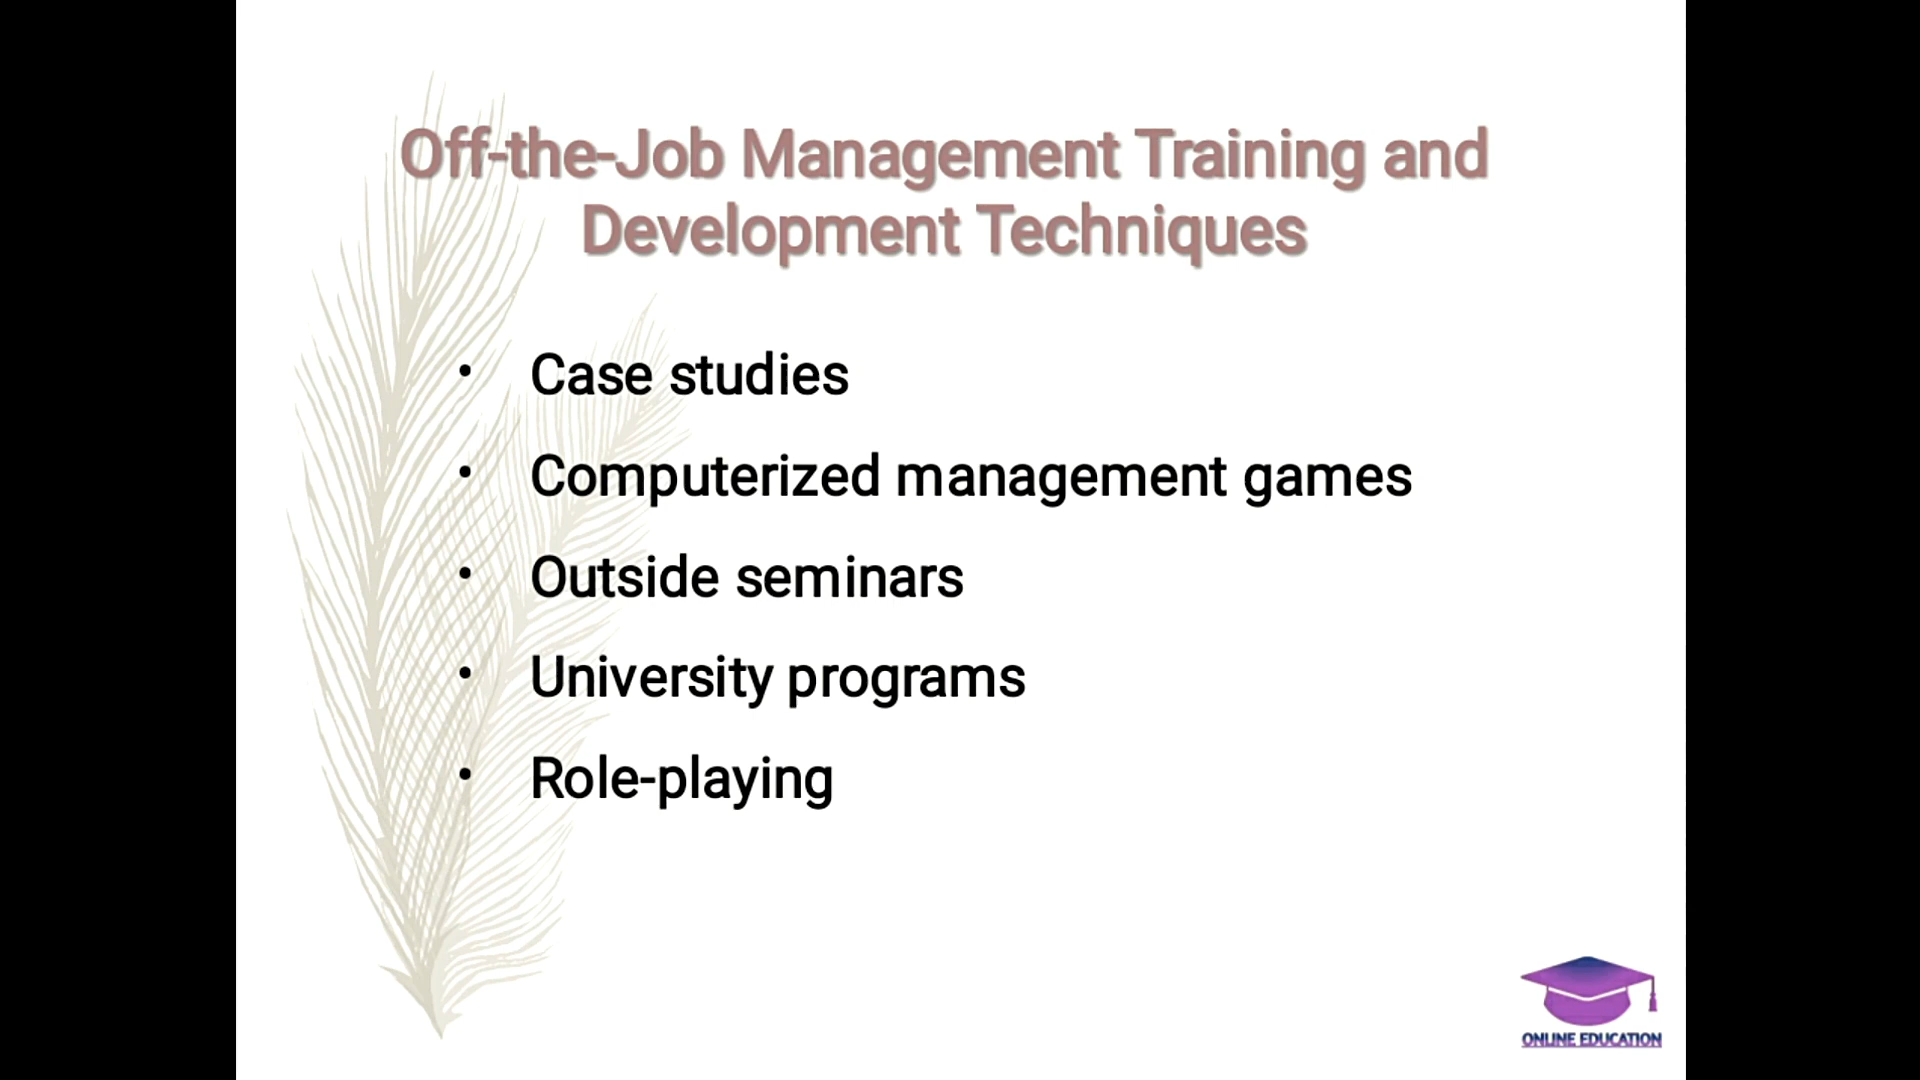 Off-the-Job Management Training and
Development Techniques
• Case studies
• Computerized management games
• Outside seminars
• University programs
• Role-playing
ONLINE EDUCATION